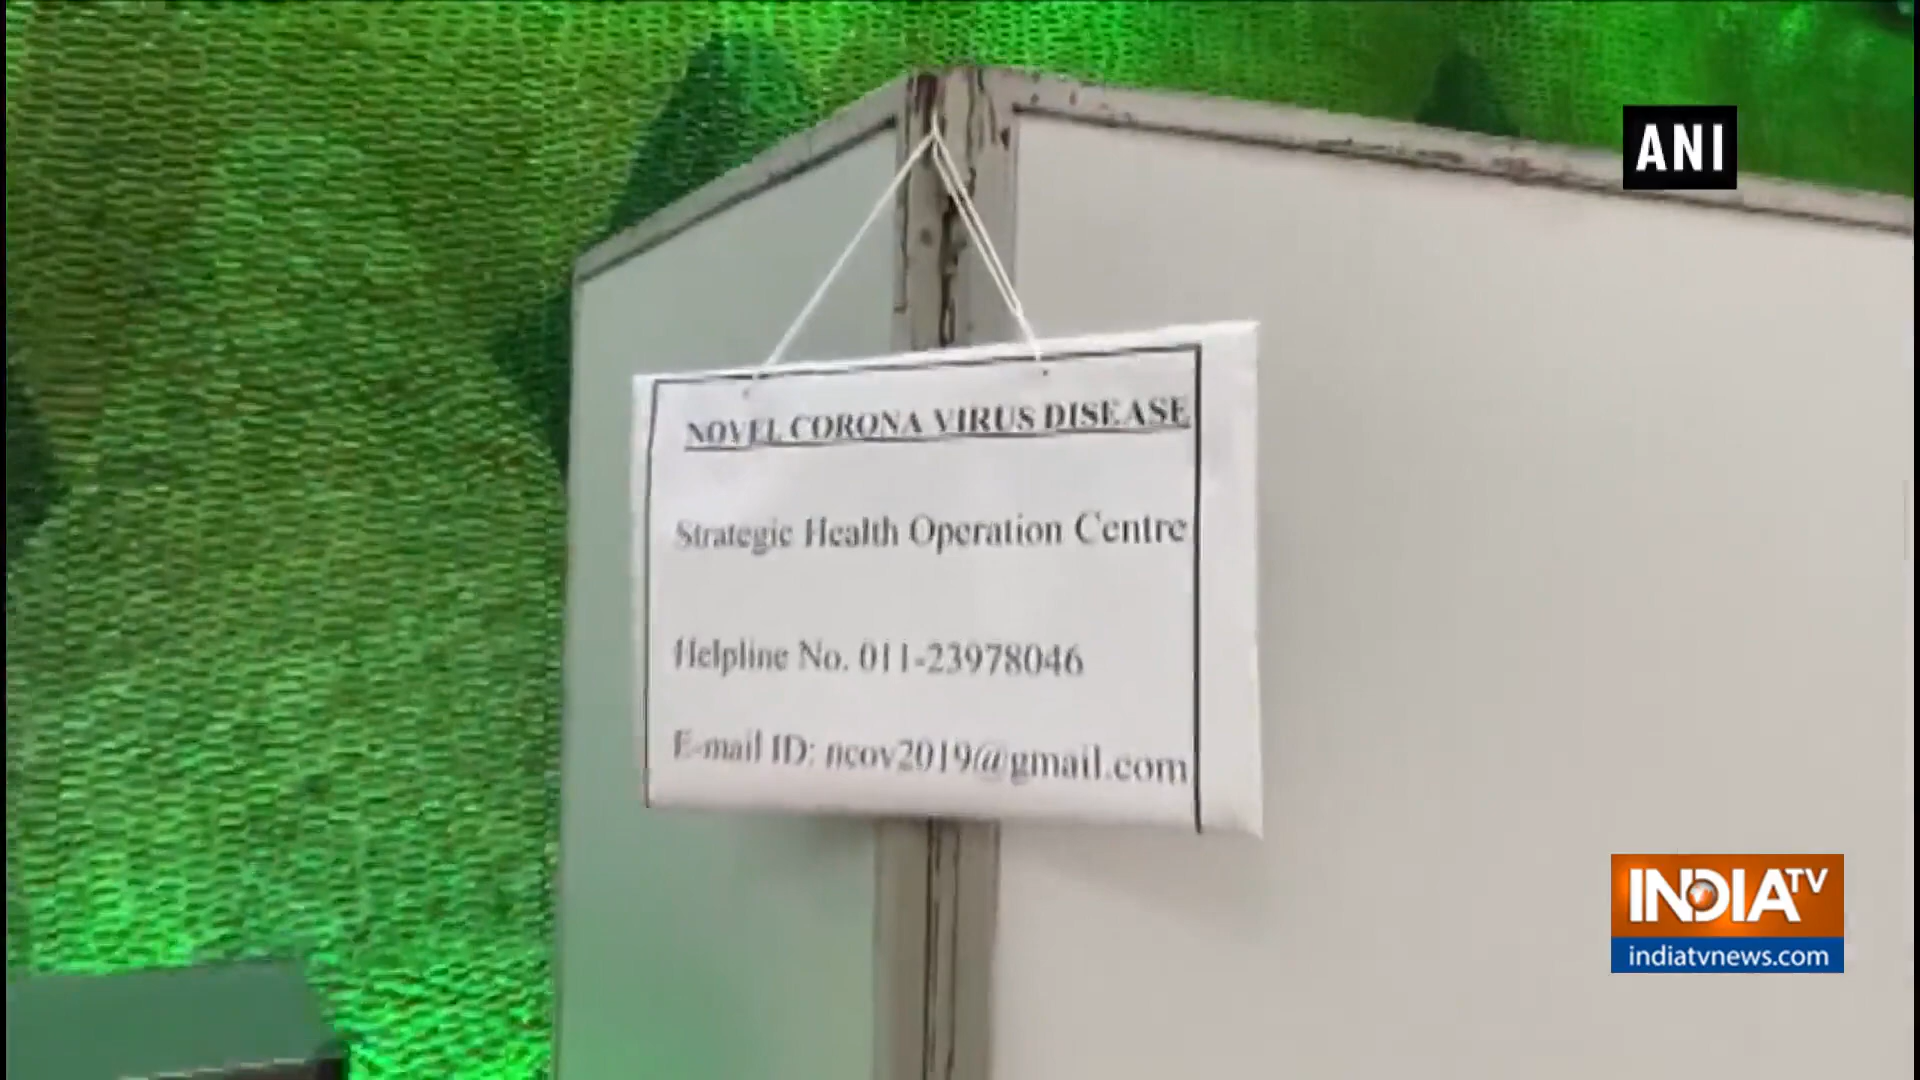 ANI
NOVEL CORONA VIRUS DISEASE
Strategic Health Operation Centre
Helpline No. 011-23978046
E-mail ID: ncov2019@gmail.com
INDIA TV
indiatvnews.com